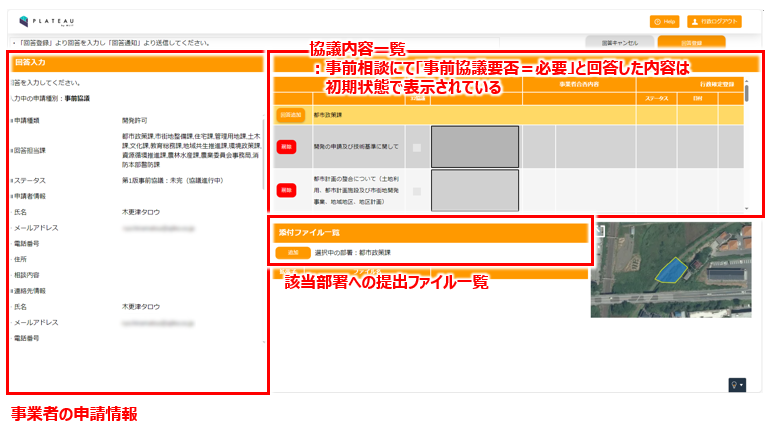 PLATEAU
by MLIT
Help
行政ログアウト
・「回答登録」より回答を入力し「回答通知」より送信してください。
回答キャンセル
回答登録
協議内容一覧
：事前相談にて「事前協議要否＝必要」と回答した内容は
初期状態で表示されている
回答入力
答を入力してください。
力中の申請種別：事前協議
申請種類
開発許可
回答担当課
都市政策課,市街地整備課,住宅課,管理用地課,土木
課,文化課,教育総務課,地域共生推進課,環境政策課,
資源循環推進課,農林水産課,農業委員会事務局,消
防本部警防課
ステータス
第1版事前協議：未完（協議進行中）
申請者情報
氏名
木更津タロウ
メールアドレス
電話番号
住所
相談内容
連絡先情報
氏名
木更津タロウ
メールアドレス
電話番号
事業者合否内容
行政確定登録
ステータス
日付
回答追加
都市政策課
削除
開発の申請及び技術基準に関して
削除
都市計画の整合について（土地利
用、都市計画施設及び市街地開発
事業、地域地区、地区計画）
添付ファイル一覧
追加
選択中の部署：都市政策課
ファイル名
該当部署への提出ファイル一覧
事業者の申請情報